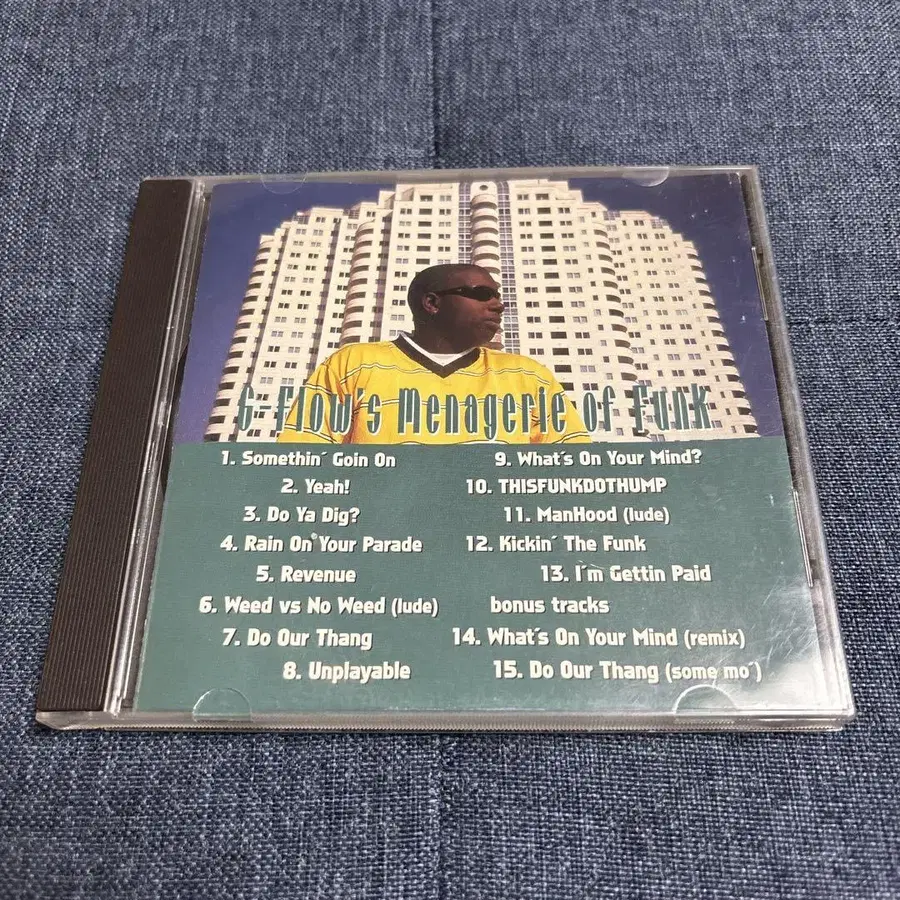 G-Flow's Menagerie of Funk
1. Somethin' Goin On
2. Yeah!
3. Do Ya Dig?
4. Rain On Your Parade
5. Revenue
6. Weed vs No Weed (lude)
7. Do Our Thang
8. Unplayable
9. What's On Your Mind?
10. THISFUNKDOTHUMP
11. ManHood (lude)
12. Kickin' The Funk
13. I'm Gettin Paid
bonus tracks
14. What's On Your Mind (remix)
15. Do Our Thang (some mo')